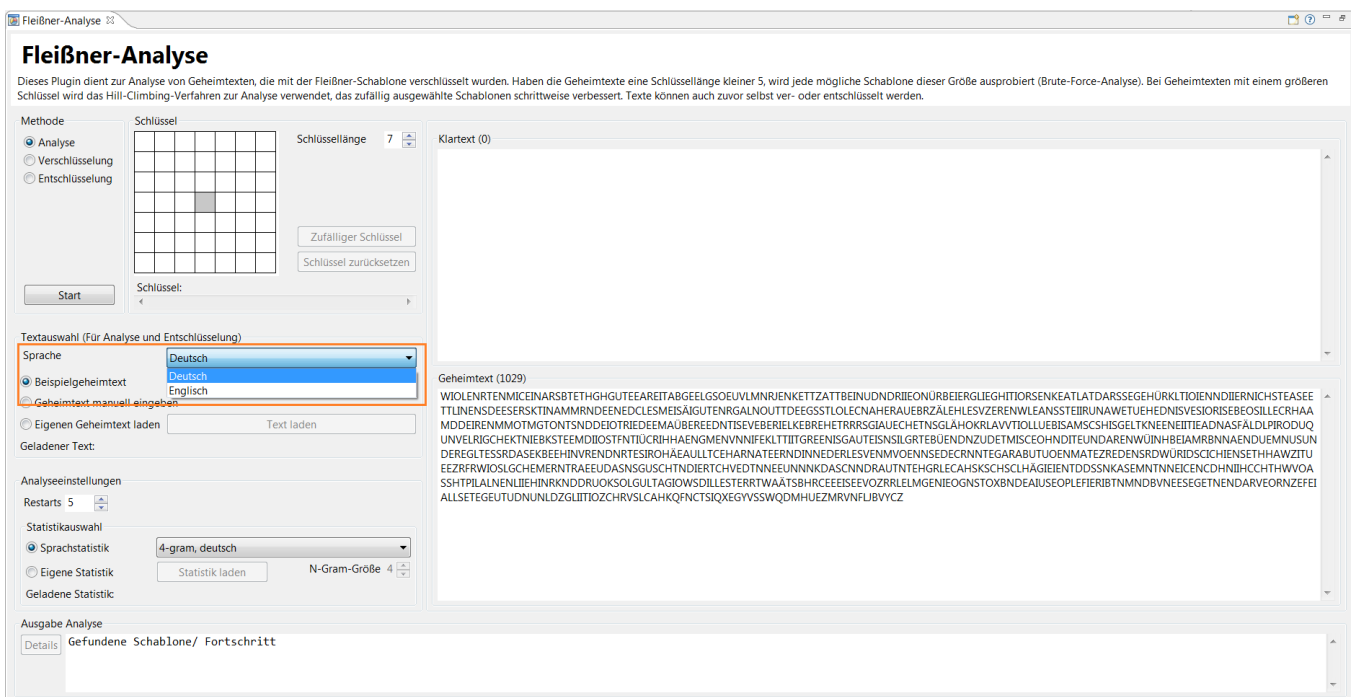 Fleißner-Analyse
Fleißner-Analyse
Dieses Plugin dient zur Analyse von Geheimtexten, die mit der Fleißner-Schablone verschlüsselt wurden. Haben die Geheimtexte eine Schlüssellänge kleiner 5, wird jede mögliche Schablone dieser Größe ausprobiert (Brute-Force-Analyse). Bei Geheimtexten mit einem größeren
Schlüssel wird das Hill-Climbing-Verfahren zur Analyse verwendet, das zufällig ausgewählte Schablonen schrittweise verbessert. Texte können auch zuvor selbst ver- oder entschlüsselt werden.
Methode
Analyse
Verschlüsselung
Entschlüsselung
Start
Schlüssel
Schlüssellänge 7
Zufälliger Schlüssel
Schlüssel zurücksetzen
Schlüssel:
Textauswahl (Für Analyse und Entschlüsselung)
Sprache Deutsch
Deutsch
Englisch
Beispielgeheimtext
Geheimtext manuell eingeben
Eigenen Geheimtext laden Text laden
Geladener Text:
Analyseeinstellungen
Restarts 5
Statistikauswahl
Sprachstatistik 4-gram, deutsch
Eigene Statistik Statistik laden N-Gram-Größe 4
Geladene Statistik:
Klartext (0)
Geheimtext (1029)
WIOLENRTENMICEINARSBTETHGHGUTEEAREITABGEELGSOEUVLMNRJENKETTZATTBEINUDNDRIIEONÜRBEIERGLIEGHITIORSENKEATLATDARSSEGEHÜRKLTIOIENNDIIERNICHSTEASEE
TTLINENSDEESERSKTINAMMRNDEENEDCLESMEISÄIGUTENRGALNOUTTDEEGSSTLOLECNAHERAUEBRZÄLEHLESVZERENWLEANSSTEIIRUNAWETUEHEDNISVESIORISEBEOSILLECRHAA
MDDEIRENMMOTMGTONTSNDDEIOTRIEDEEMAÜBEREEDNTISEVEBERIELKEBREHETRRRSGIAUECHETNSGLÄHOKRLAVVTIOLLUEBISAMSCSHISGELTKNEENEIITIEADNASFÄLDLPIRODUQ
UNVELRIGCHEKTNIEBKSTEEMDIIOSTFNTIÜCRIHHAENGMENVNNIFEKLTTIITGREENISGAUTEISNSILGRTEBÜENDNZUDETMISCEOHNDITEUNDARENWÜINHBEIAMRBNNAENDUEMNUSUN
DEREGLTESSRDASEKBEEHINVRENDNRTESIROHÄEAULLTCEHARNATEERNDINNEDERLESVENMVOENNSEDECRNNTEGARABUTUOENMATEZREDENSRDWÜRIDSCICHIENSETHHAWZITU
EEZRFRWIOSLGCHEMERNTRAEEUDASNSGUSCHTNDIERTCHVEDTNNEEUNNNKDASCNNDRAUTNTEHGRLECAHSKSCHSCLHÄGIEIENTDDSSNKASEMNTNNEICENCDHNIIHCCHTHWVOA
SSHTPILALNENLIIEHINRKNDDRUOKSOLGULTAGIOWSDILLESTERRTWAÄTSBHRCEEEISEEVOZRRLELMGENIEOGNSTOXBNDEAIUSEOPLEFIERIBTNMNDBVNEESEGETNENDARVEORNZEFEI
ALLSETEGEUTUDNUNLDZGLIITIOZCHRVSLCAHKQFNCTSIQXEGYVSSWQDMHUEZMRVNFLJBVYCZ
Ausgabe Analyse
Details Gefundene Schablone/ Fortschritt